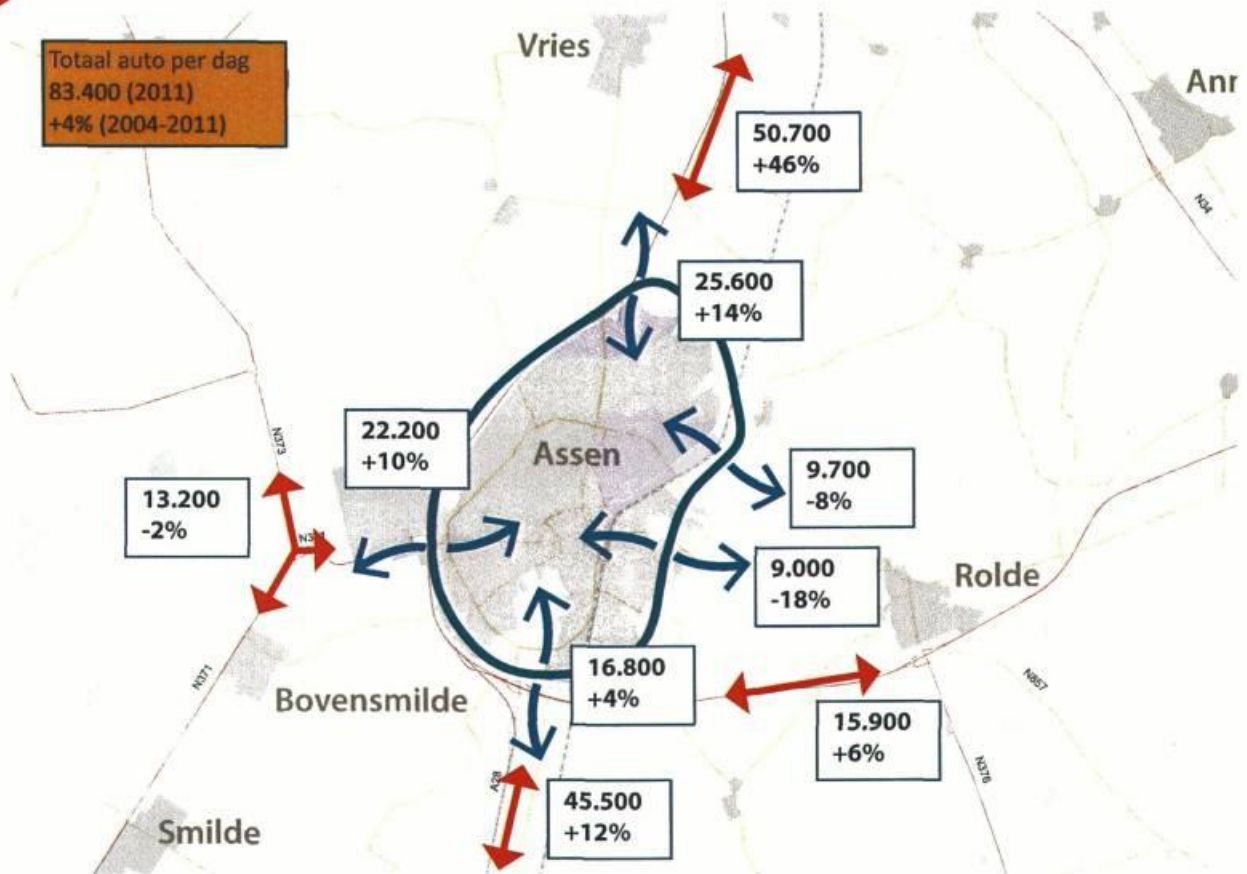 Totaal auto per dag
83.400 (2011)
+4% (2004-2011)
Vries
50.700
+46%
N34
25.600
+14%
22.200
+10%
Assen
N373
13.200
-2%
9.700
-8%
9.000
-18%
Rolde
16.800
+4%
N371
Bovensmilde
N857
15.900
+6%
N376
A28
45.500
+12%
Smilde